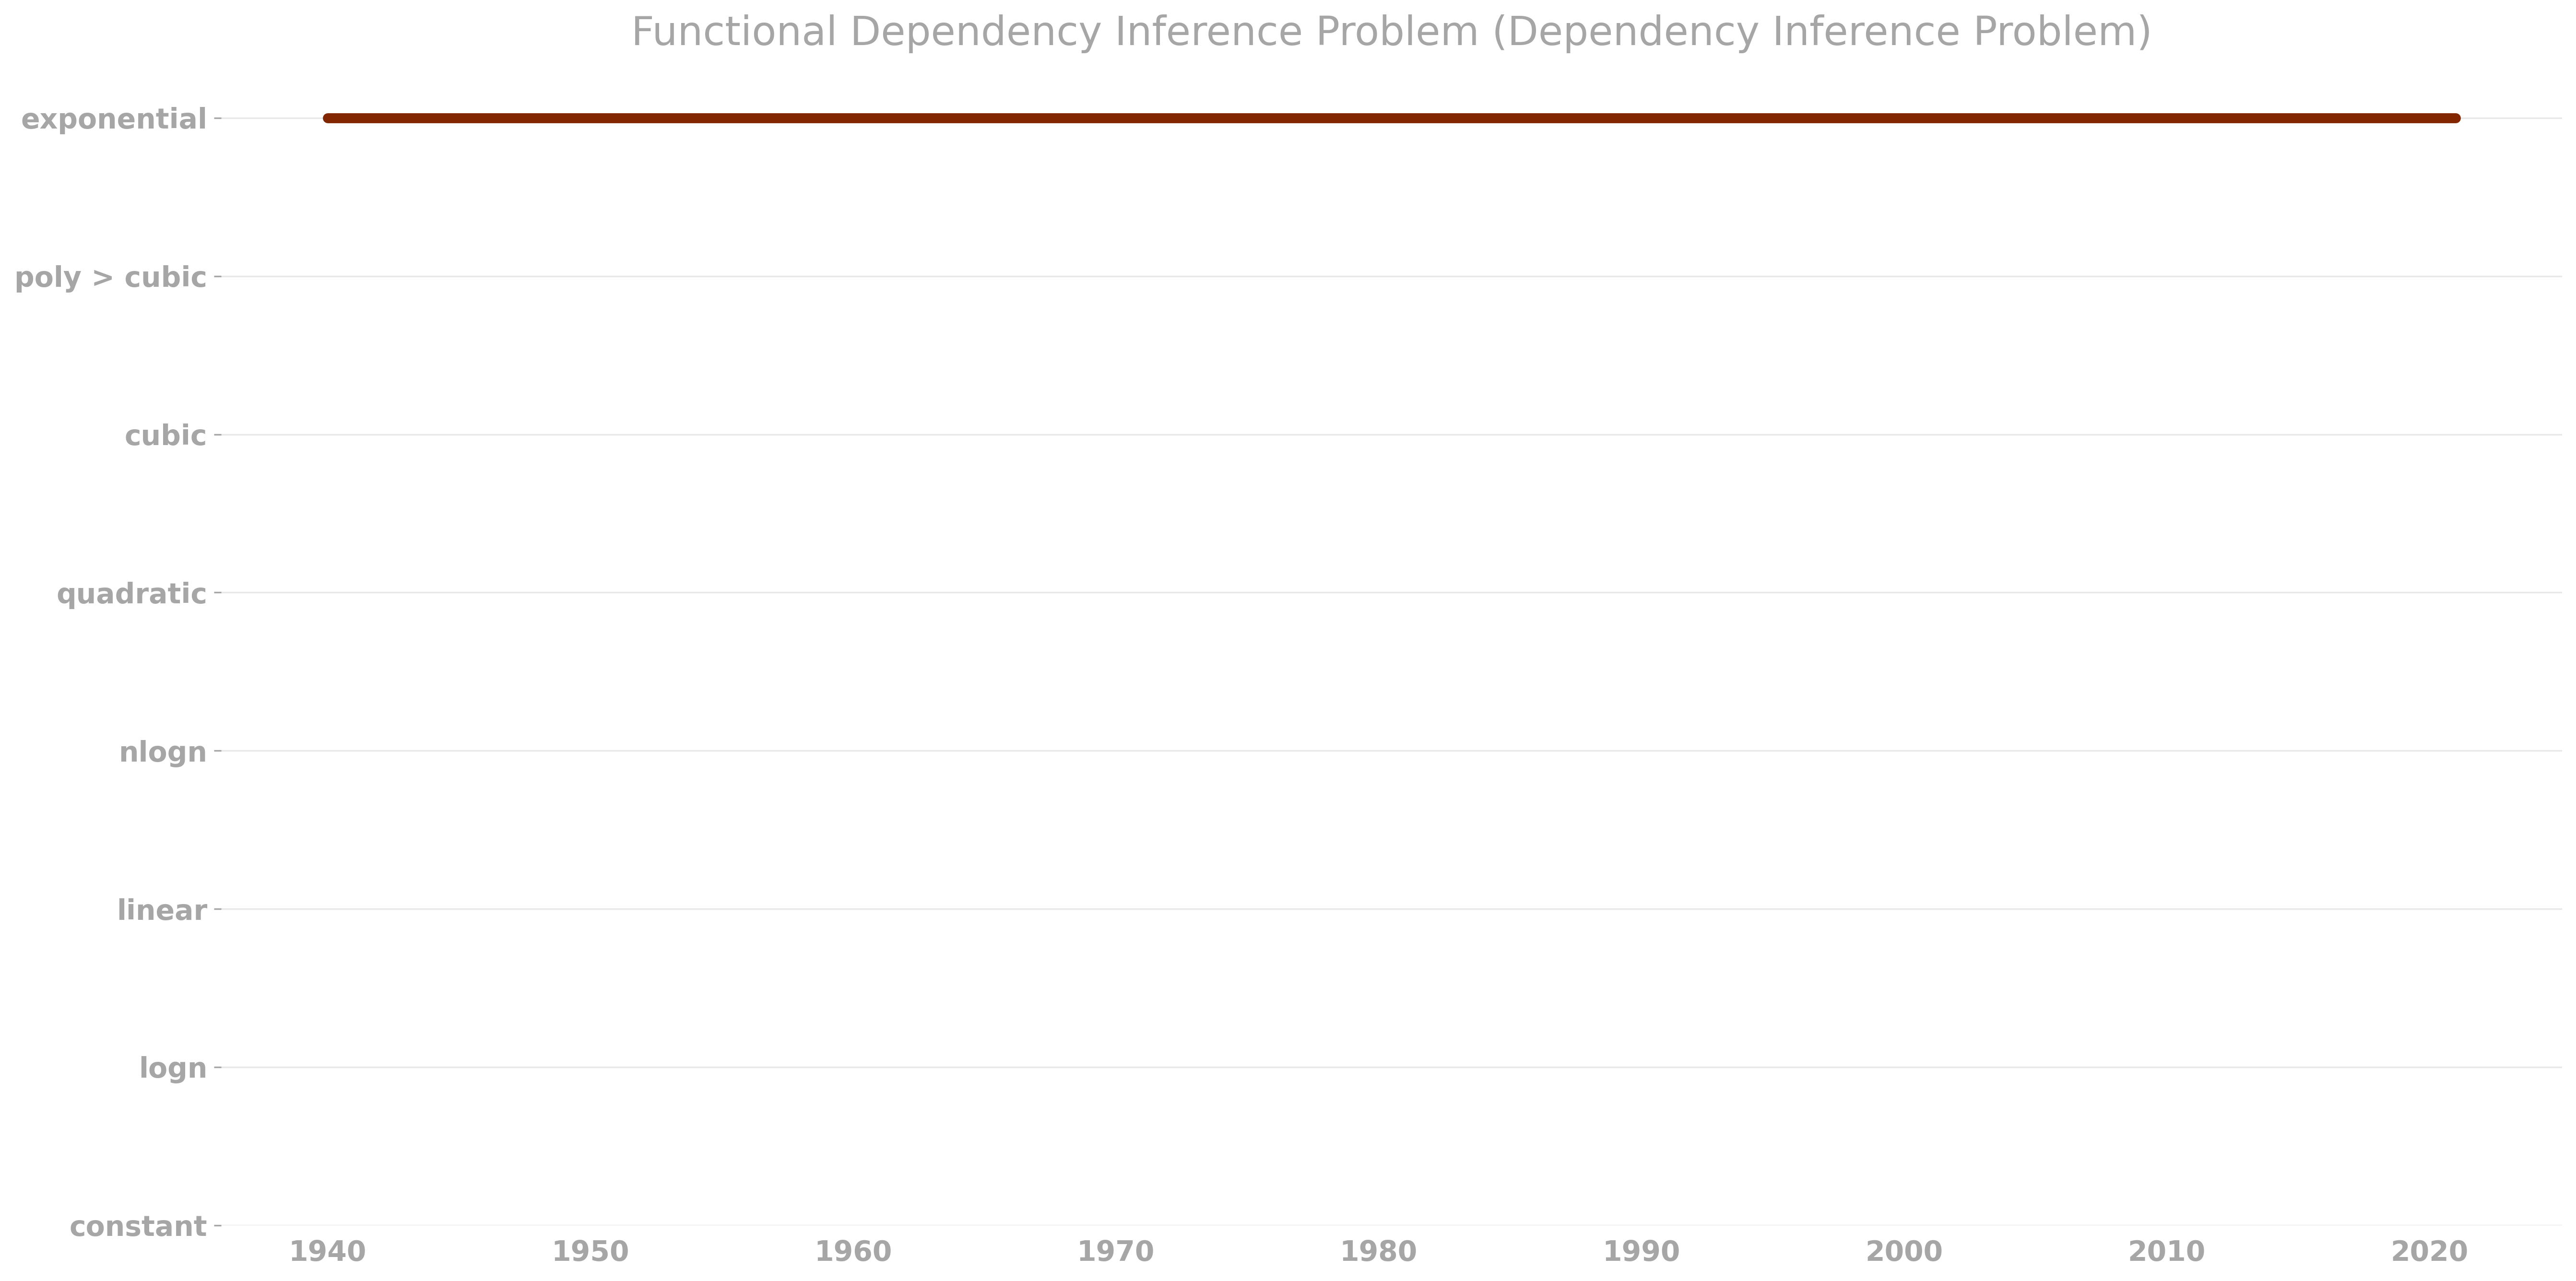 Functional Dependency Inference Problem (Dependency Inference Problem)
exponential
poly > cubic
cubic
quadratic
nlogn
linear
logn
constant
1940 1950 1960 1970 1980 1990 2000 2010 2020